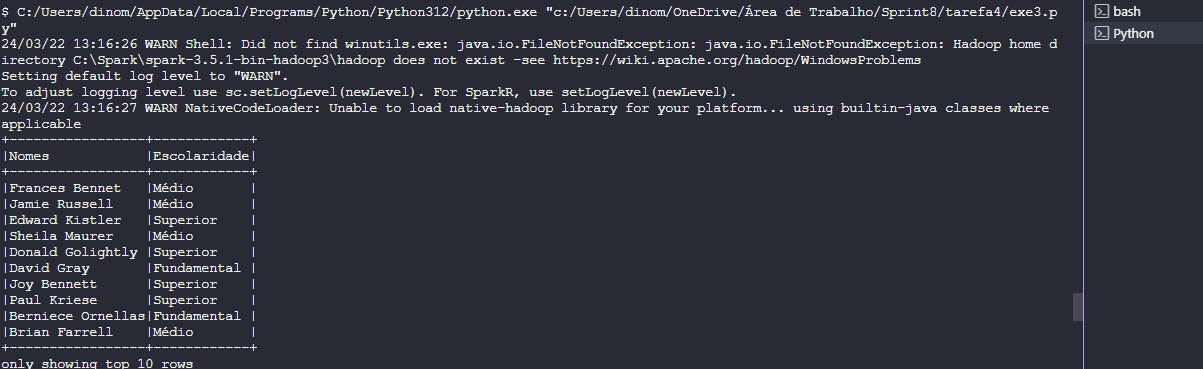 $ C:/Users/dinom/AppData/Local/Programs/Python/Python312/python.exe "c:/Users/dinom/OneDrive/Área de Trabalho/Sprint8/tarefa4/exe3.p
y"
24/03/22 13:16:26 WARN Shell: Did not find winutils.exe: java.io.FileNotFoundException: java.io.FileNotFoundException: Hadoop home d
irectory C:\Spark\spark-3.5.1-bin-hadoop3\hadoop does not exist -see https://wiki.apache.org/hadoop/WindowsProblems
Setting default log level to "WARN".
To adjust logging level use sc.setLogLevel(newLevel). For SparkR, use setLogLevel(newLevel).
24/03/22 13:16:27 WARN NativeCodeLoader: Unable to load native-hadoop library for your platform... using builtin-java classes where
applicable
+-----------------+------------+
|Nomes            |Escolaridade|
+-----------------+------------+
|Frances Bennet   |Médio       |
|Jamie Russell    |Médio       |
|Edward Kistler   |Superior    |
|Sheila Maurer    |Médio       |
|Donald Golightly |Superior    |
|David Gray       |Fundamental |
|Joy Bennett      |Superior    |
|Paul Kriese      |Superior    |
|Berniece Ornellas|Fundamental |
|Brian Farrell    |Médio       |
+-----------------+------------+
only showing top 10 rows
bash
Python